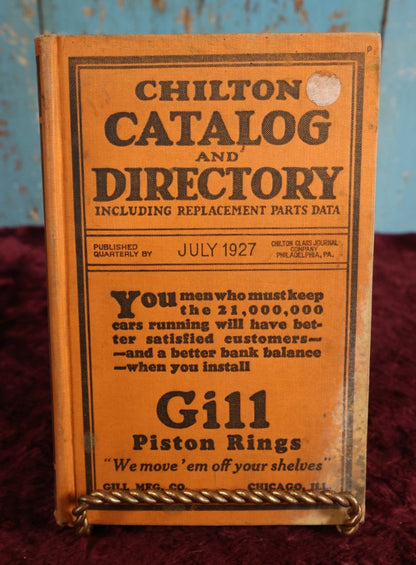 CHILTON
CATALOG
AND
DIRECTORY
INCLUDING REPLACEMENT PARTS DATA
PUBLISHED
QUARTERLY BY
JULY 1927
CHILTON CLASS JOURNAL
COMPANY
PHILADELPHIA, PA.
You men who must keep
the 21,000,000
cars running will have bet-
ter satisfied customers—
—and a better bank balance
—when you install
Gill
Piston Rings
"We move 'em off your shelves"
GILL MFG. CO. CHICAGO, ILL.
P